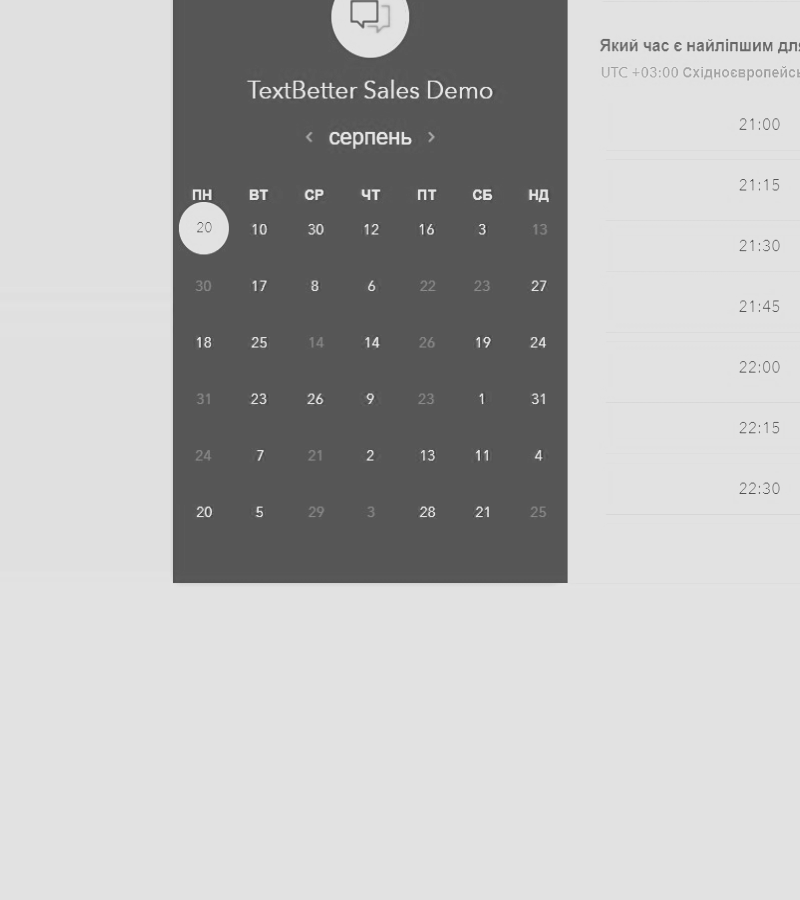 TextBetter Sales Demo
серпень
ПН ВТ СР ЧТ ПТ СБ НД
20 10 30 12 16 3 13
30 17 8 6 22 23 27
18 25 14 14 26 19 24
31 23 26 9 23 1 31
24 7 21 2 13 11 4
20 5 29 3 28 21 25
Який час є найліпшим для
UTC +03:00 Східноєвропейсь
21:00
21:15
21:30
21:45
22:00
22:15
22:30